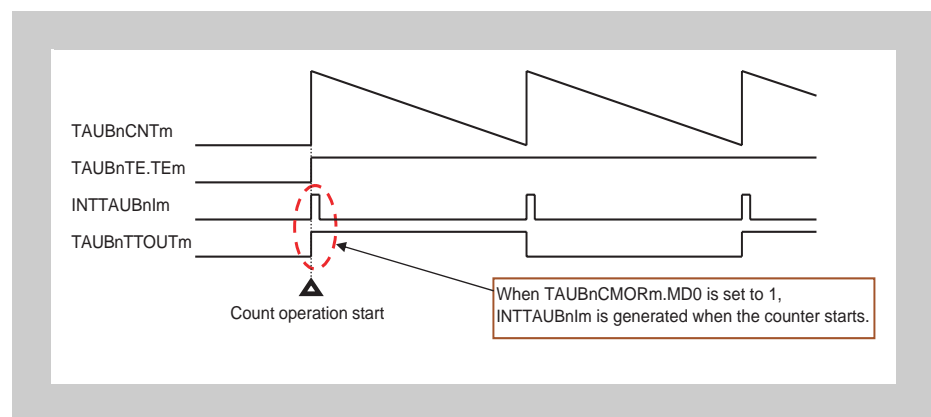 TAUBnCNTm
TAUBnTE.TEm
INTTAUBnIm
TAUBnTTOUTm
Count operation start
When TAUBnCMORm.MD0 is set to 1,
INTTAUBnIm is generated when the counter starts.